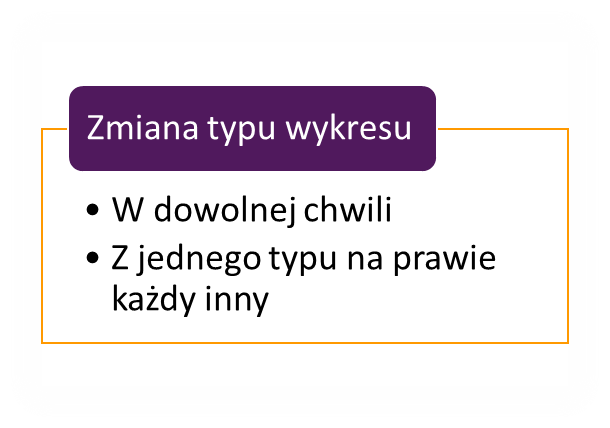 Zmiana typu wykresu
• W dowolnej chwili
• Z jednego typu na prawie
każdy inny